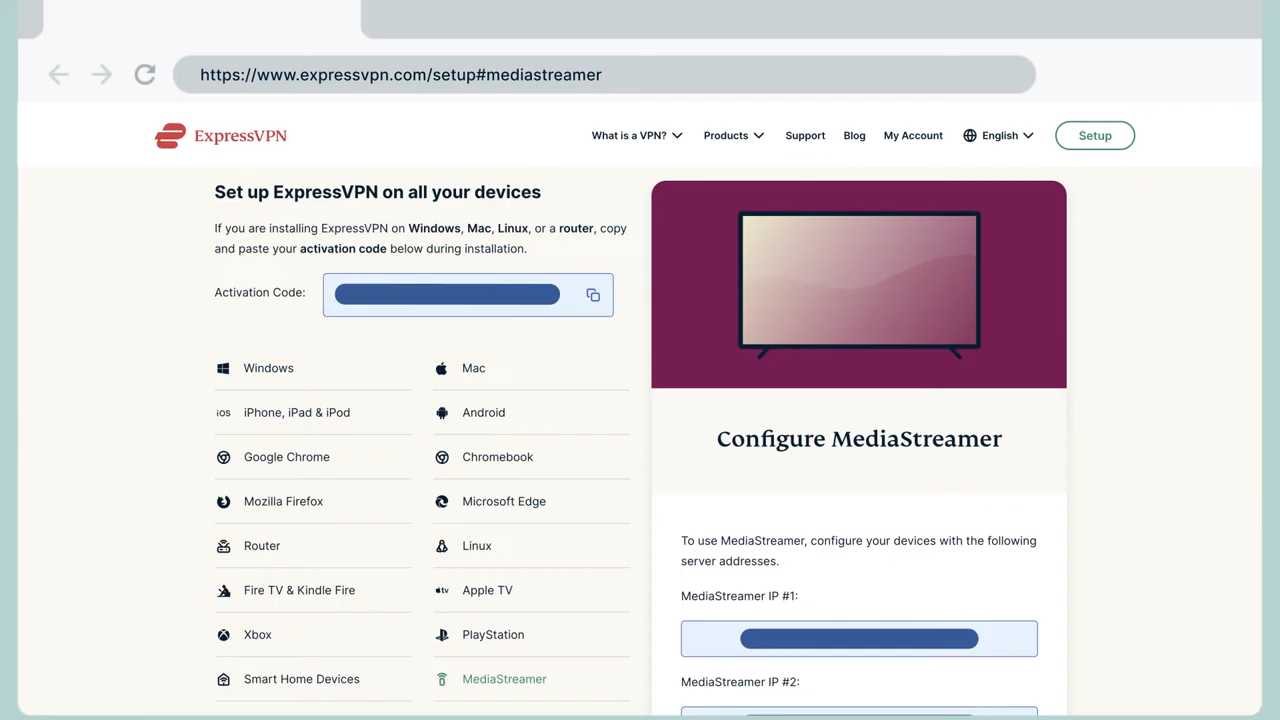 https://www.expressvpn.com/setup#mediastreamer
ExpressVPN
What is a VPN?
Products
Support
Blog
My Account
English
Setup
Set up ExpressVPN on all your devices
If you are installing ExpressVPN on Windows, Mac, Linux, or a router, copy
and paste your activation code below during installation.
Activation Code:
Windows
Mac
iOS
iPhone, iPad & iPod
Android
Google Chrome
Chromebook
Mozilla Firefox
Microsoft Edge
Router
Linux
Fire TV & Kindle Fire
tv
Apple TV
Xbox
PlayStation
Smart Home Devices
MediaStreamer
Configure MediaStreamer
To use MediaStreamer, configure your devices with the following
server addresses.
MediaStreamer IP #1:
MediaStreamer IP #2: